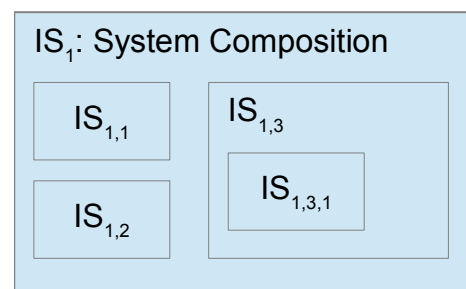 IS₁: System Composition
IS₁,₁
IS₁,₃
IS₁,₃,₁
IS₁,₂